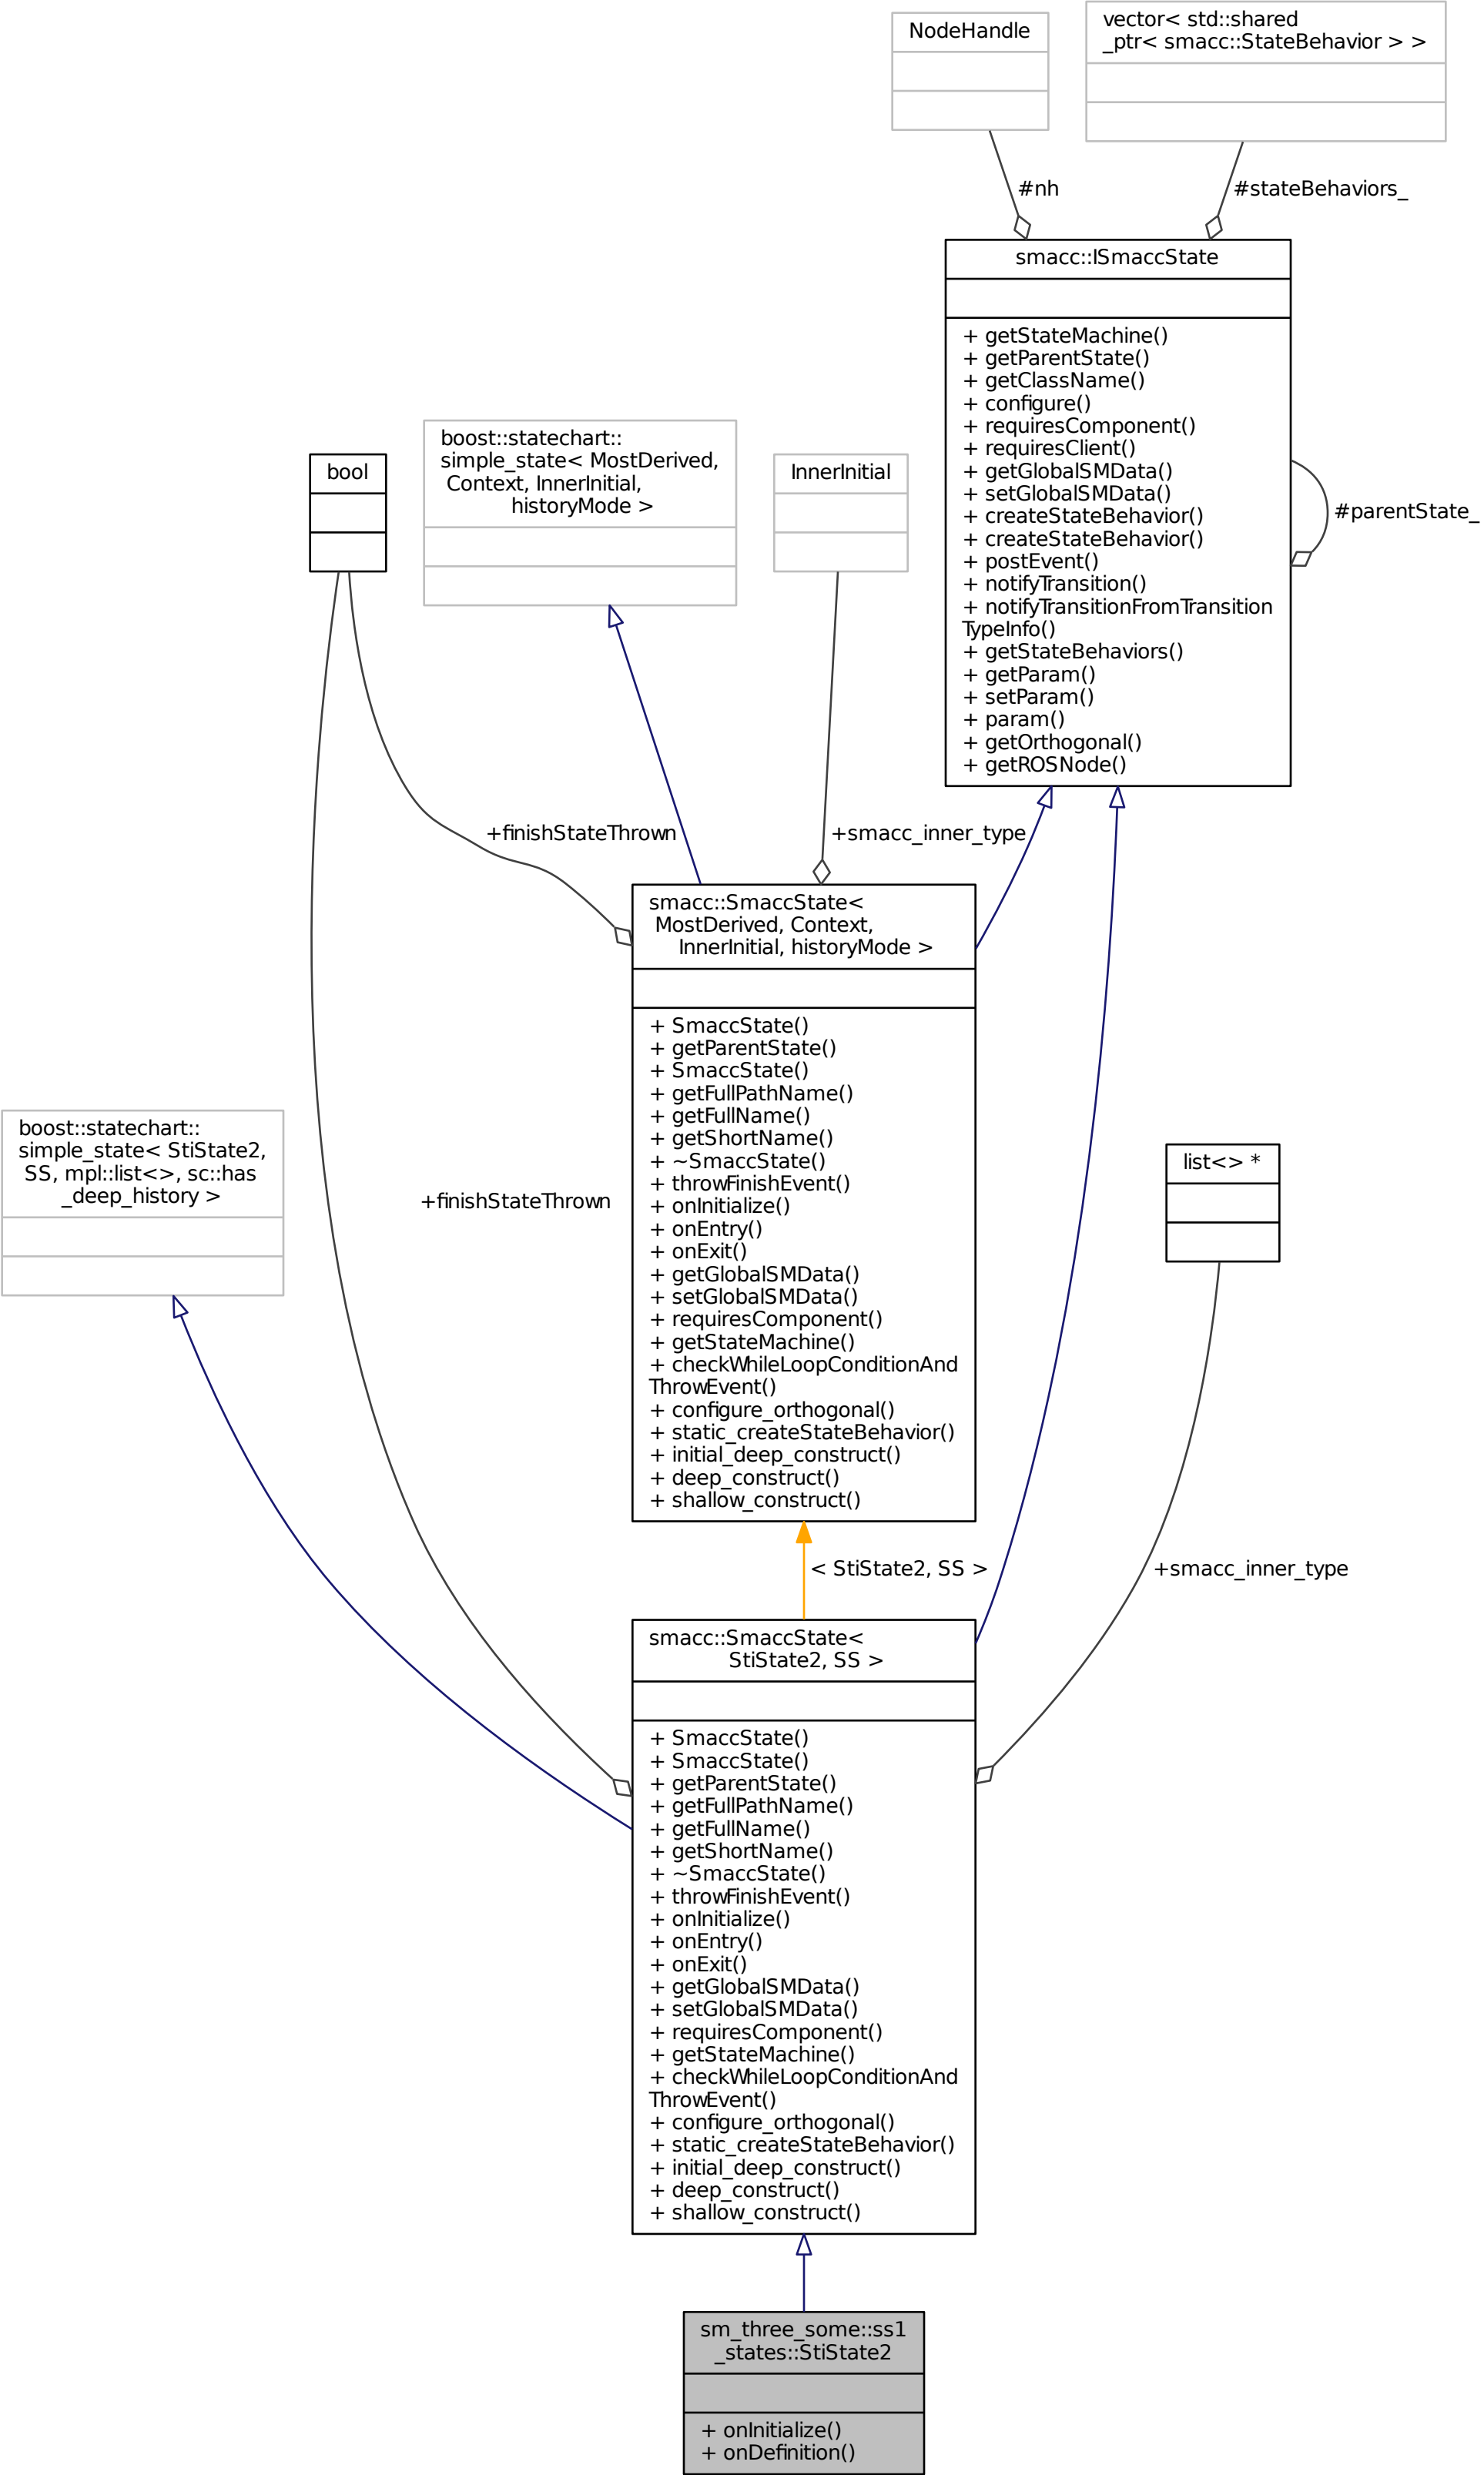 NodeHandle
vector< std::shared
_ptr< smacc::StateBehavior > >
#nh
#stateBehaviors_
smacc::ISmaccState
+ getStateMachine()
+ getParentState()
+ getClassName()
+ configure()
+ requiresComponent()
+ requiresClient()
+ getGlobalSMData()
+ setGlobalSMData()
+ createStateBehavior()
+ createStateBehavior()
+ postEvent()
+ notifyTransition()
+ notifyTransitionFromTransition
TypeInfo()
+ getStateBehaviors()
+ getParam()
+ setParam()
+ param()
+ getOrthogonal()
+ getROSNode()
#parentState_
bool
boost::statechart::
simple_state< MostDerived,
Context, InnerInitial,
historyMode >
InnerInitial
+finishStateThrown
+smacc_inner_type
smacc::SmaccState<
MostDerived, Context,
InnerInitial, historyMode >
+ SmaccState()
+ getParentState()
+ SmaccState()
+ getFullPathName()
+ getFullName()
+ getShortName()
+ ~SmaccState()
+ throwFinishEvent()
+ onInitialize()
+ onEntry()
+ onExit()
+ getGlobalSMData()
+ setGlobalSMData()
+ requiresComponent()
+ getStateMachine()
+ checkWhileLoopConditionAnd
ThrowEvent()
+ configure_orthogonal()
+ static_createStateBehavior()
+ initial_deep_construct()
+ deep_construct()
+ shallow_construct()
boost::statechart::
simple_state< StiState2,
SS, mpl::list<>, sc::has
_deep_history >
+finishStateThrown
list<> *
< StiState2, SS >
+smacc_inner_type
smacc::SmaccState<
StiState2, SS >
+ SmaccState()
+ SmaccState()
+ getParentState()
+ getFullPathName()
+ getFullName()
+ getShortName()
+ ~SmaccState()
+ throwFinishEvent()
+ onInitialize()
+ onEntry()
+ onExit()
+ getGlobalSMData()
+ setGlobalSMData()
+ requiresComponent()
+ getStateMachine()
+ checkWhileLoopConditionAnd
ThrowEvent()
+ configure_orthogonal()
+ static_createStateBehavior()
+ initial_deep_construct()
+ deep_construct()
+ shallow_construct()
sm_three_some::ss1
_states::StiState2
+ onInitialize()
+ onDefinition()